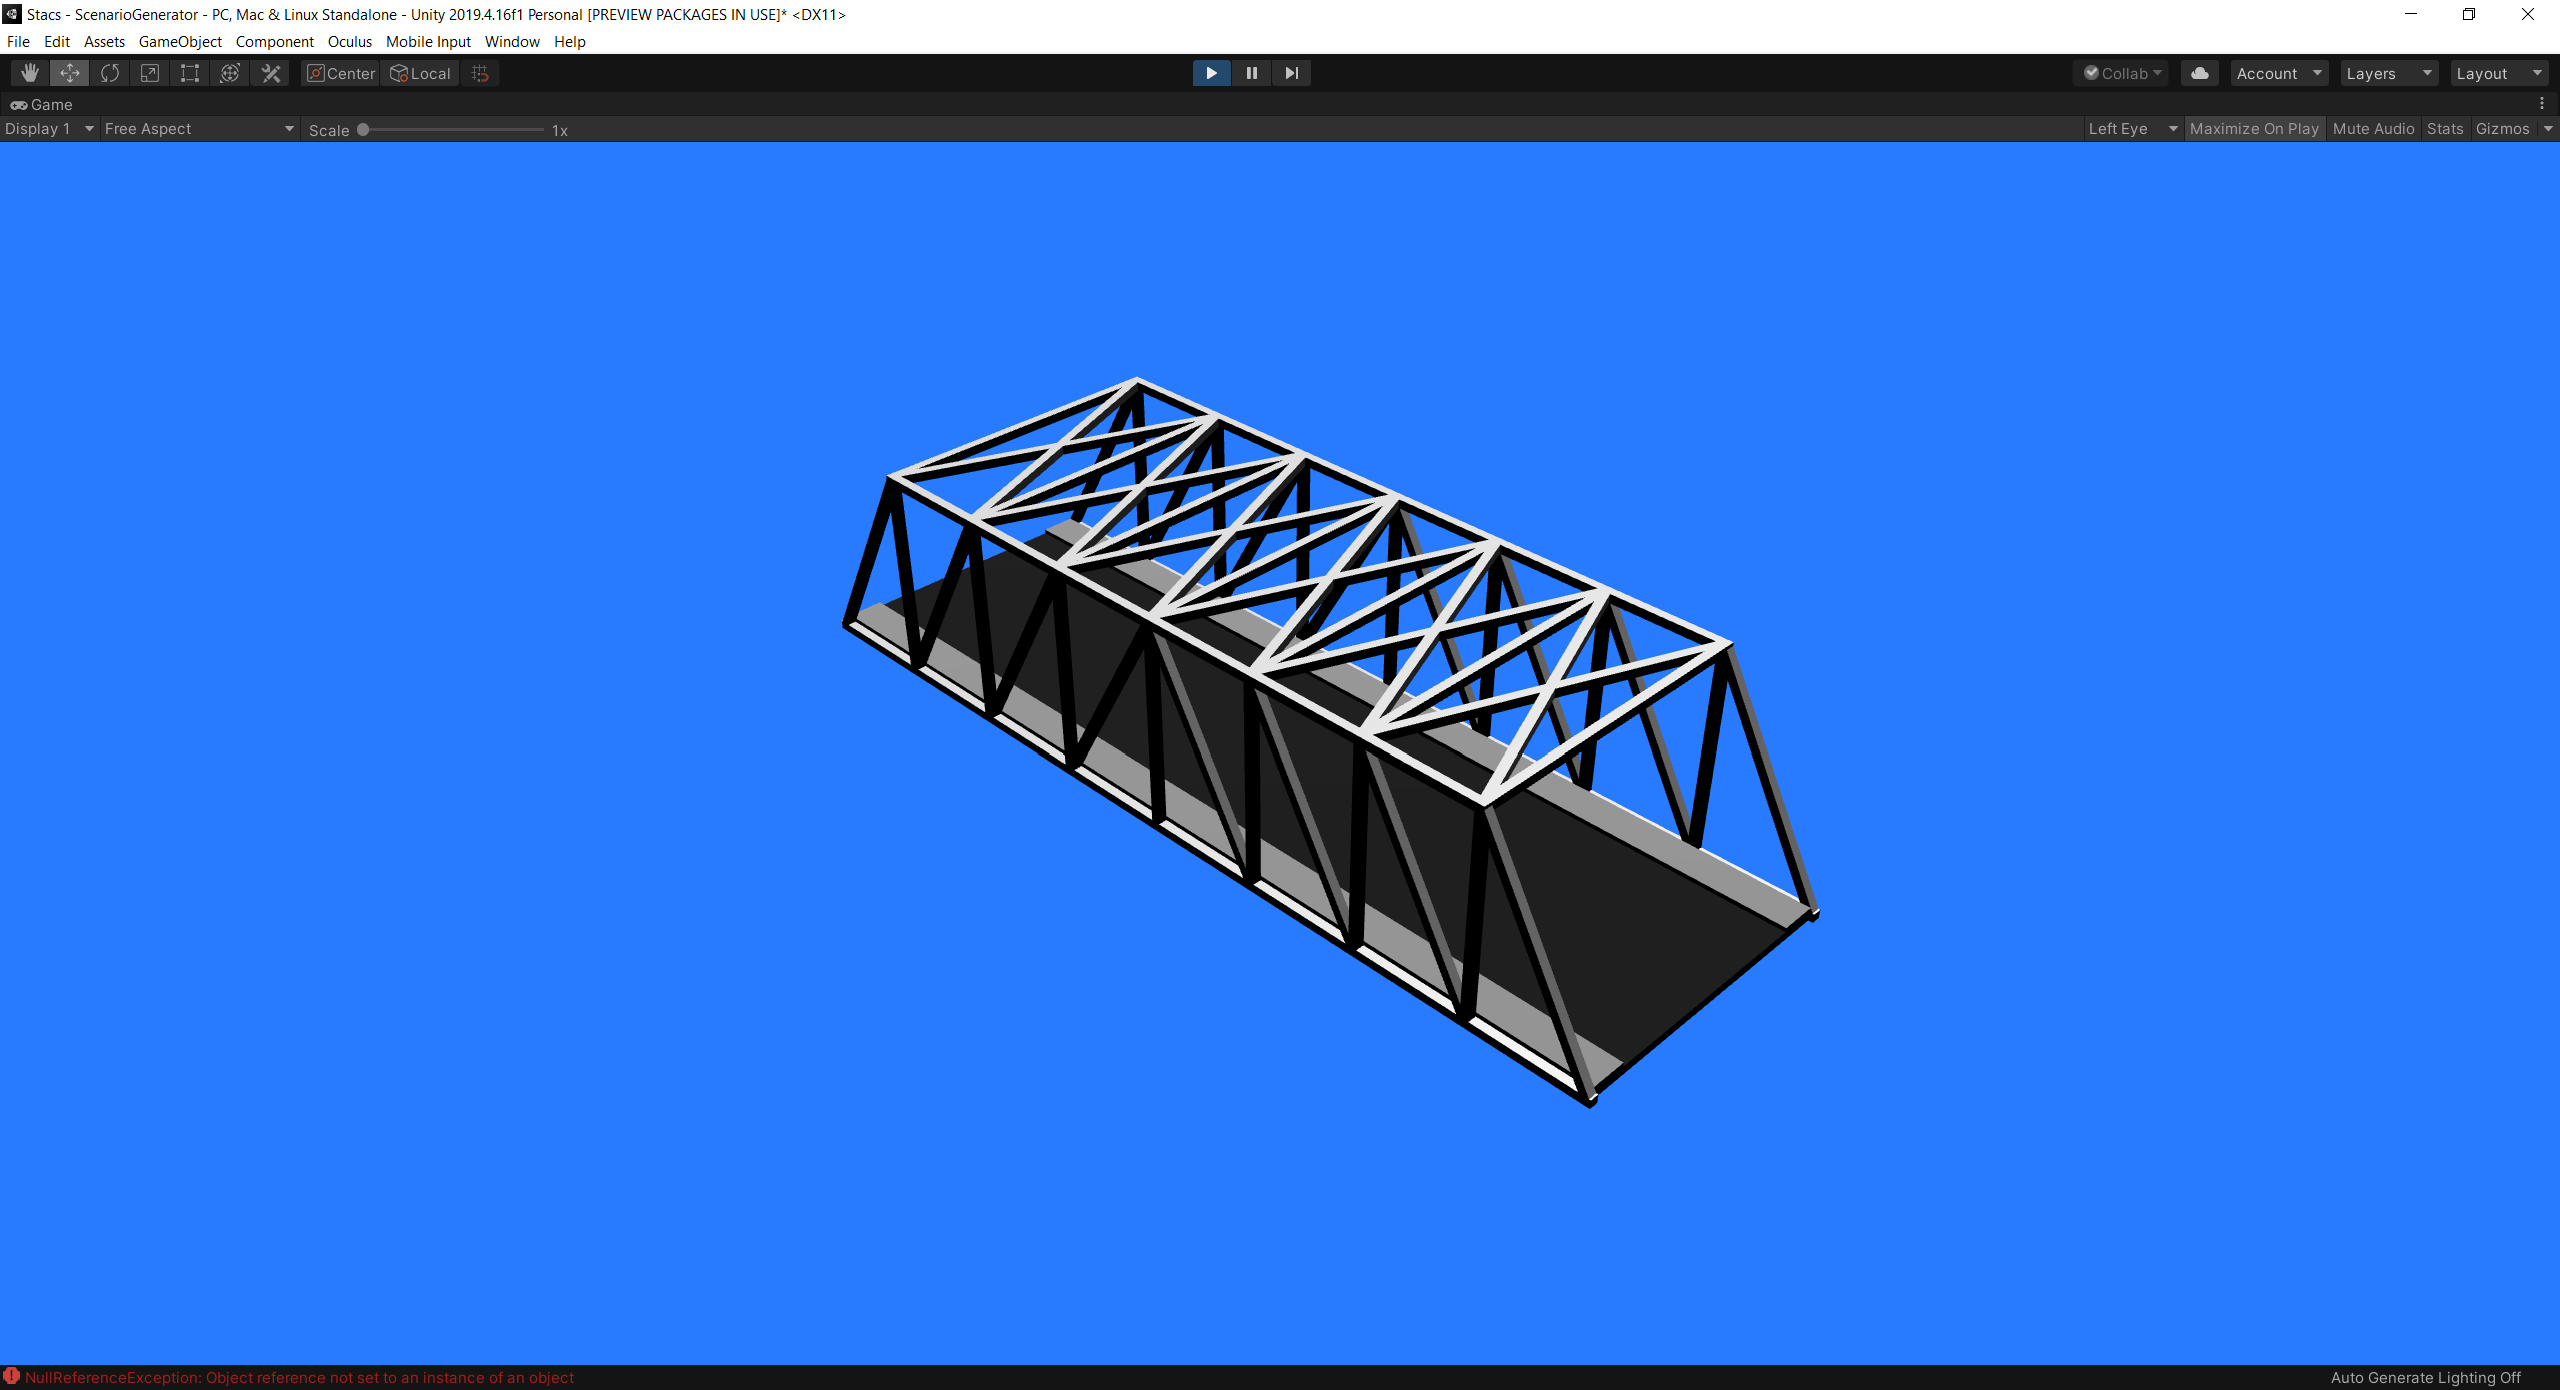 Stacs - ScenarioGenerator - PC, Mac & Linux Standalone - Unity 2019.4.16f1 Personal [PREVIEW PACKAGES IN USE]* <DX11>
File Edit Assets GameObject Component Oculus Mobile Input Window Help
Center Local Collab Account Layers Layout
Game
Display 1 Free Aspect Scale 1x Left Eye Maximize On Play Mute Audio Stats Gizmos
NullReferenceException: Object reference not set to an instance of an object Auto Generate Lighting Off